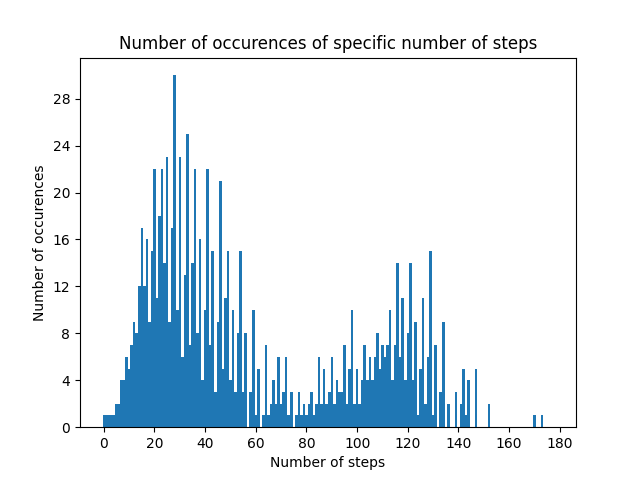 Number of occurences of specific number of steps
Number of occurences
28
24
20
16
12
8
4
0
0 20 40 60 80 100 120 140 160 180
Number of steps